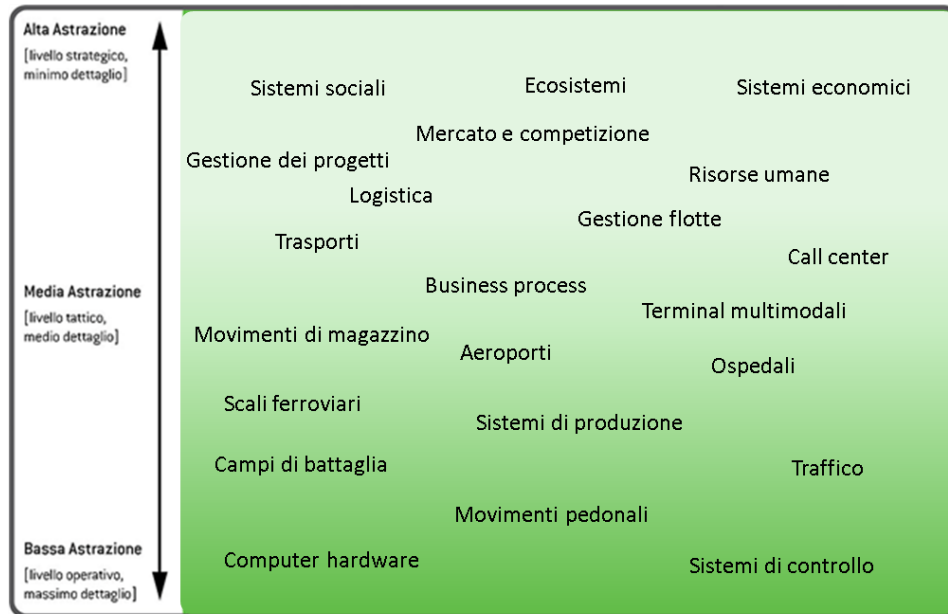 Alta Astrazione
[livello strategico,
minimo dettaglio]
Sistemi sociali
Ecosistemi
Sistemi economici
Mercato e competizione
Gestione dei progetti
Risorse umane
Logistica
Gestione flotte
Trasporti
Call center
Business process
Media Astrazione
[livello tattico,
medio dettaglio]
Terminal multimodali
Movimenti di magazzino
Aeroporti
Ospedali
Scali ferroviari
Sistemi di produzione
Campi di battaglia
Traffico
Movimenti pedonali
Bassa Astrazione
[livello operativo,
massimo dettaglio]
Computer hardware
Sistemi di controllo